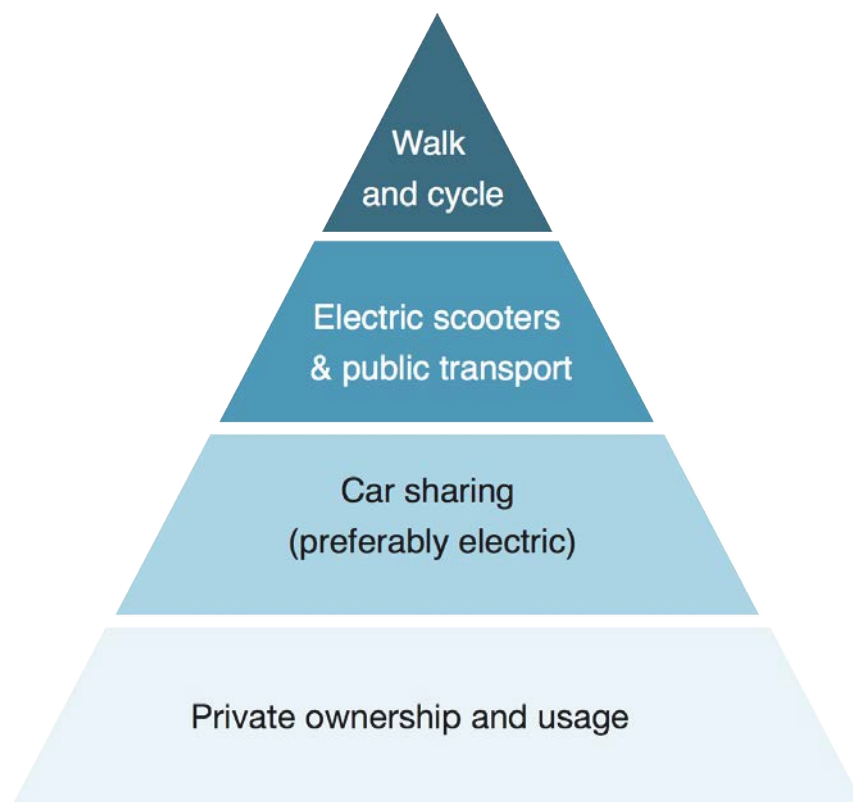 Walk
and cycle
Electric scooters
& public transport
Car sharing
(preferably electric)
Private ownership and usage